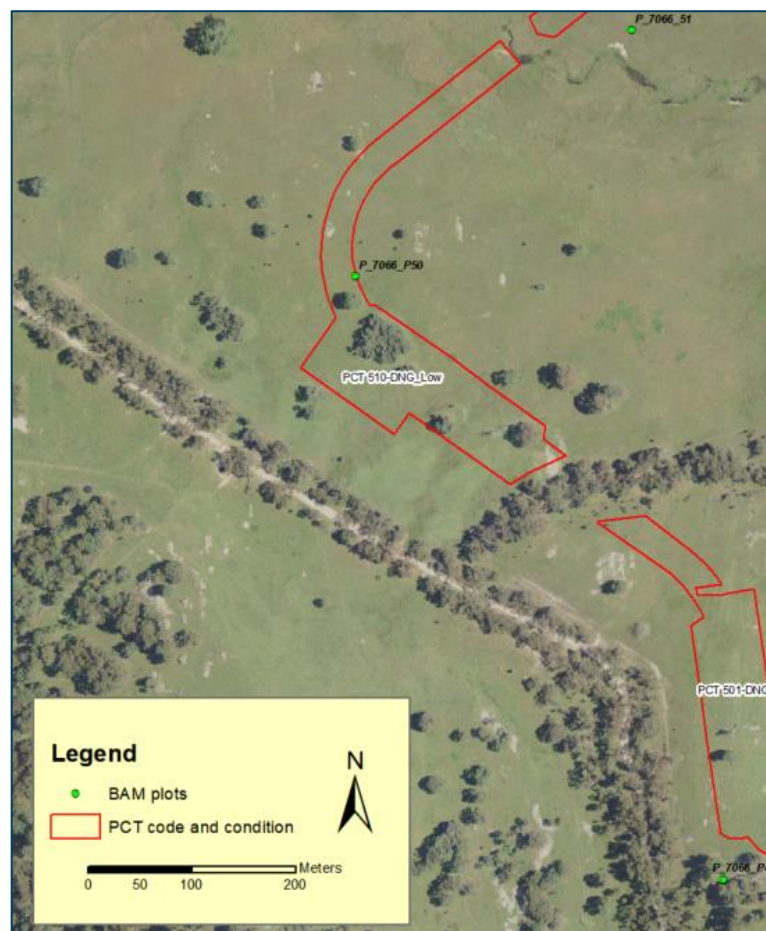 P_7066_51
P_7066_P50
PCT 510-DNG_Low
PCT 501-DNG
Legend
N
BAM plots
PCT code and condition
Meters
0 50 100 200